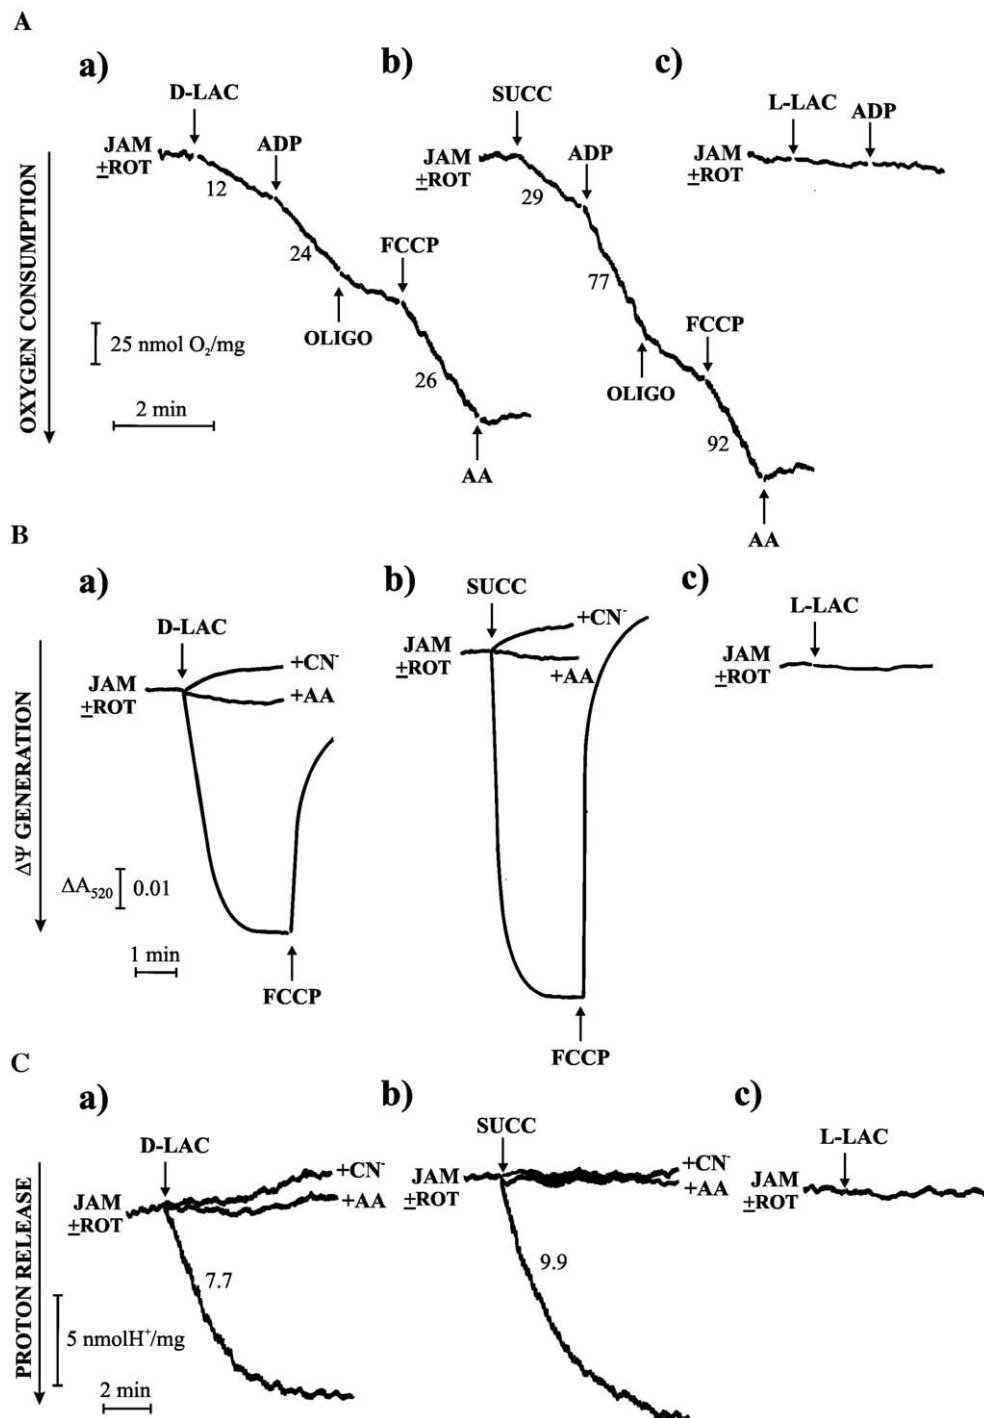 A
a)
D-LAC
JAM
±ROT
12
ADP
24
OLIGO
FCCP
26
AA
b)
SUCC
JAM
±ROT
29
ADP
77
OLIGO
FCCP
92
AA
c)
L-LAC
ADP
JAM
±ROT
OXYGEN CONSUMPTION
25 nmol O₂/mg
2 min
B
a)
D-LAC
JAM
±ROT
+CN⁻
+AA
FCCP
b)
SUCC
JAM
±ROT
+CN⁻
+AA
FCCP
c)
L-LAC
JAM
±ROT
ΔΨ GENERATION
ΔA₅₂₀ 0.01
1 min
C
a)
D-LAC
JAM
±ROT
+CN⁻
+AA
7.7
b)
SUCC
JAM
±ROT
+CN⁻
+AA
9.9
c)
L-LAC
JAM
±ROT
PROTON RELEASE
5 nmolH⁺/mg
2 min